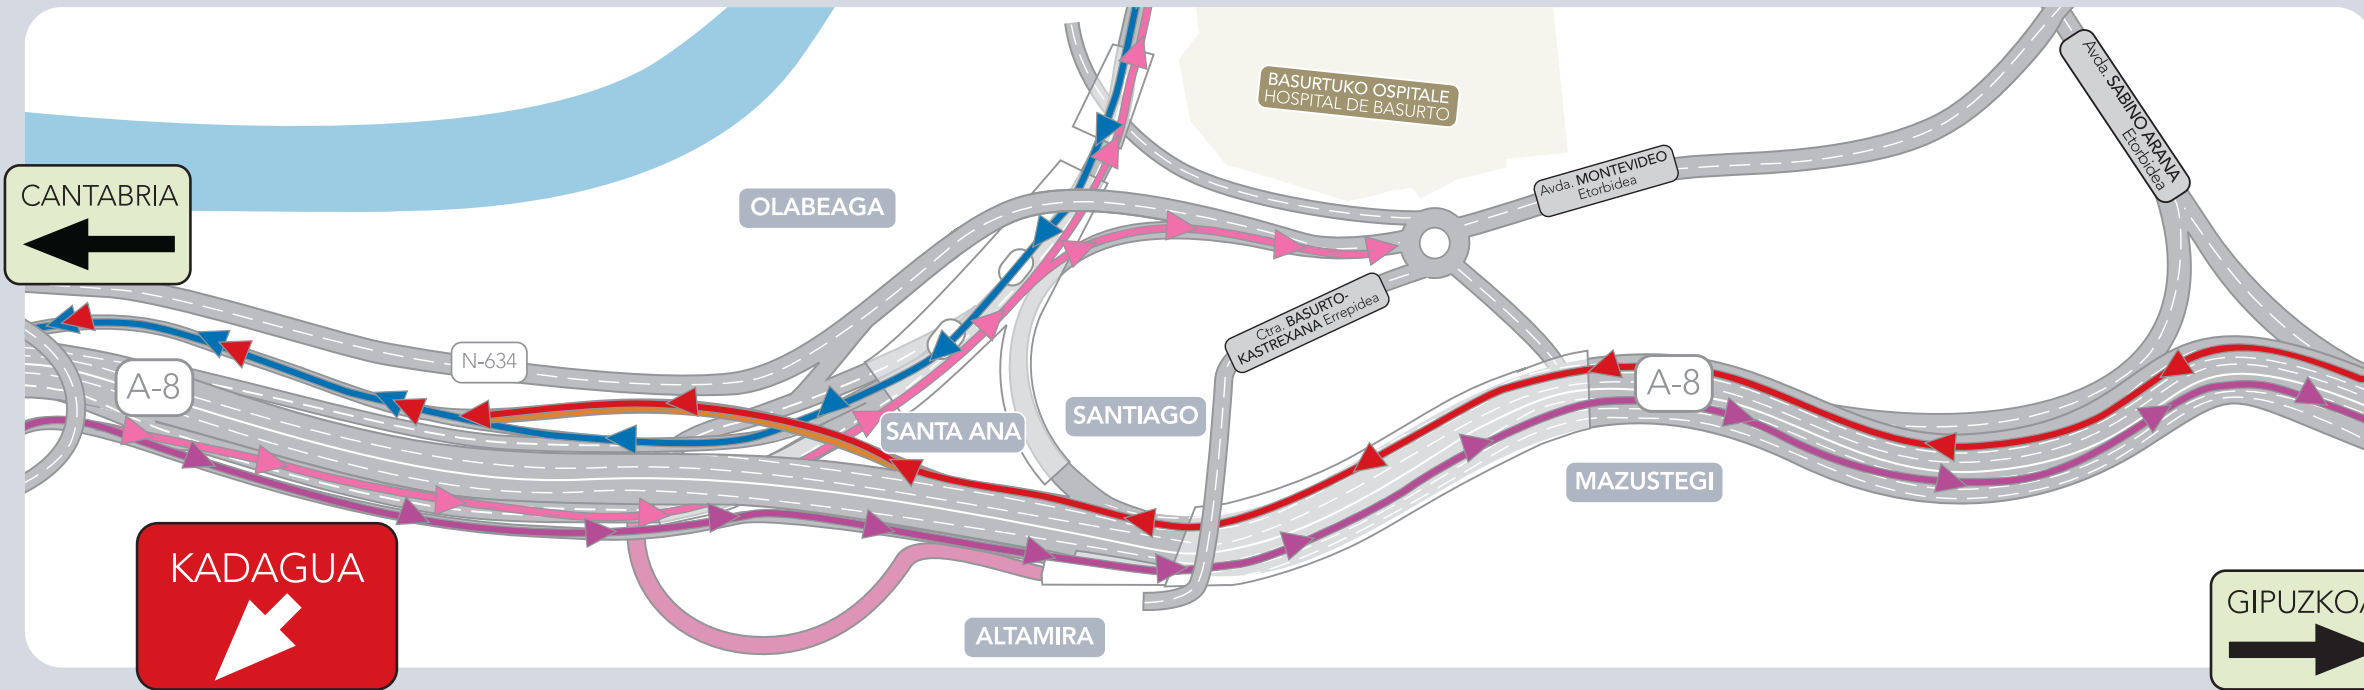 BASURTUKO OSPITALE
HOSPITAL DE BASURTO
Avda. SABINO ARANA
Etorbidea
Avda. MONTEVIDEO
Etorbidea
CANTABRIA
OLABEAGA
Ctra. BASURTO-
KASTREXANA Errepidea
N-634
A-8
A-8
SANTA ANA
SANTIAGO
MAZUSTEGI
KADAGUA
ALTAMIRA
GIPUZKOA